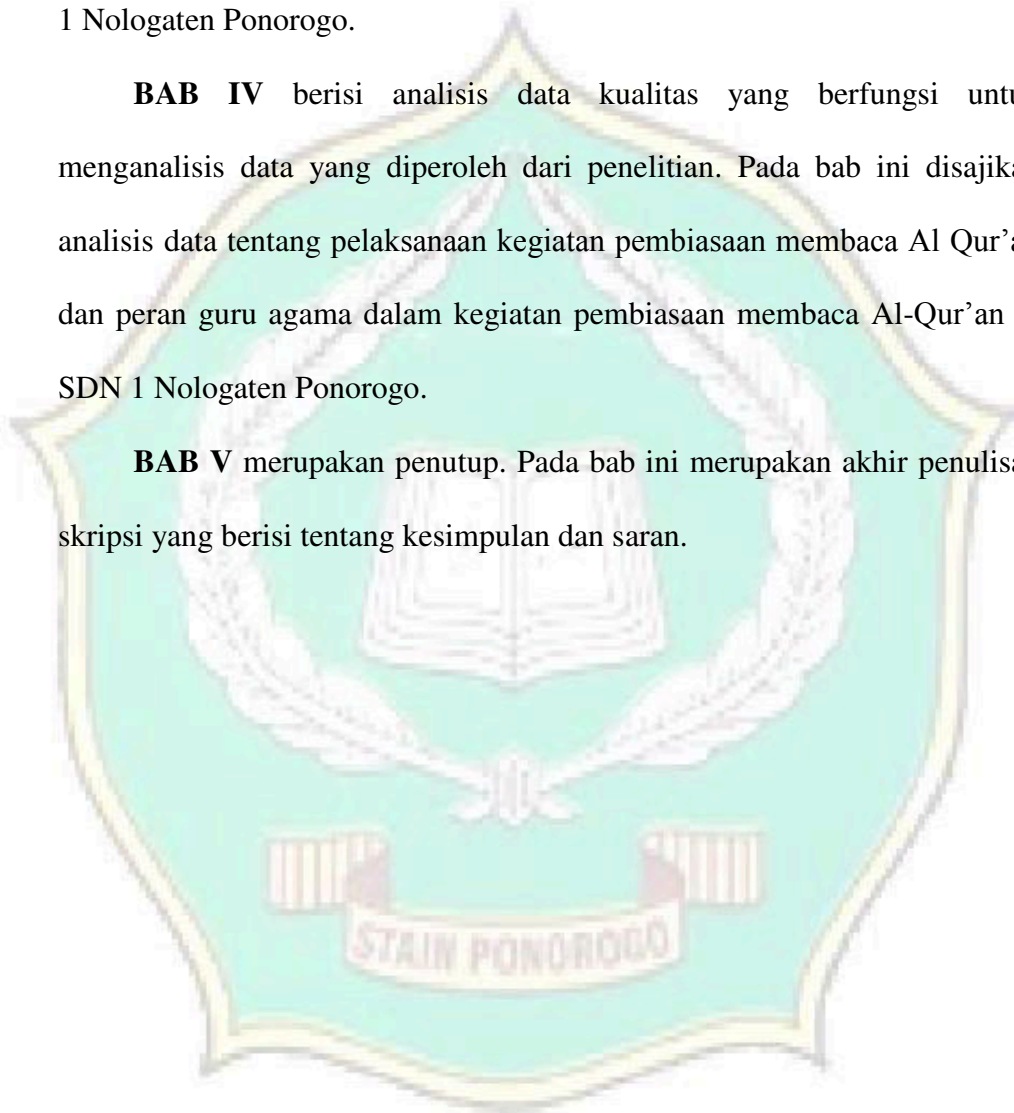 1 Nologaten Ponorogo.
BAB IV berisi analisis data kualitas yang berfungsi untu
menganalisis data yang diperoleh dari penelitian. Pada bab ini disajika
analisis data tentang pelaksanaan kegiatan pembiasaan membaca Al Qur’a
dan peran guru agama dalam kegiatan pembiasaan membaca Al-Qur’an
SDN 1 Nologaten Ponorogo.
BAB V merupakan penutup. Pada bab ini merupakan akhir penulisa
skripsi yang berisi tentang kesimpulan dan saran.
STAIN PONOROGO